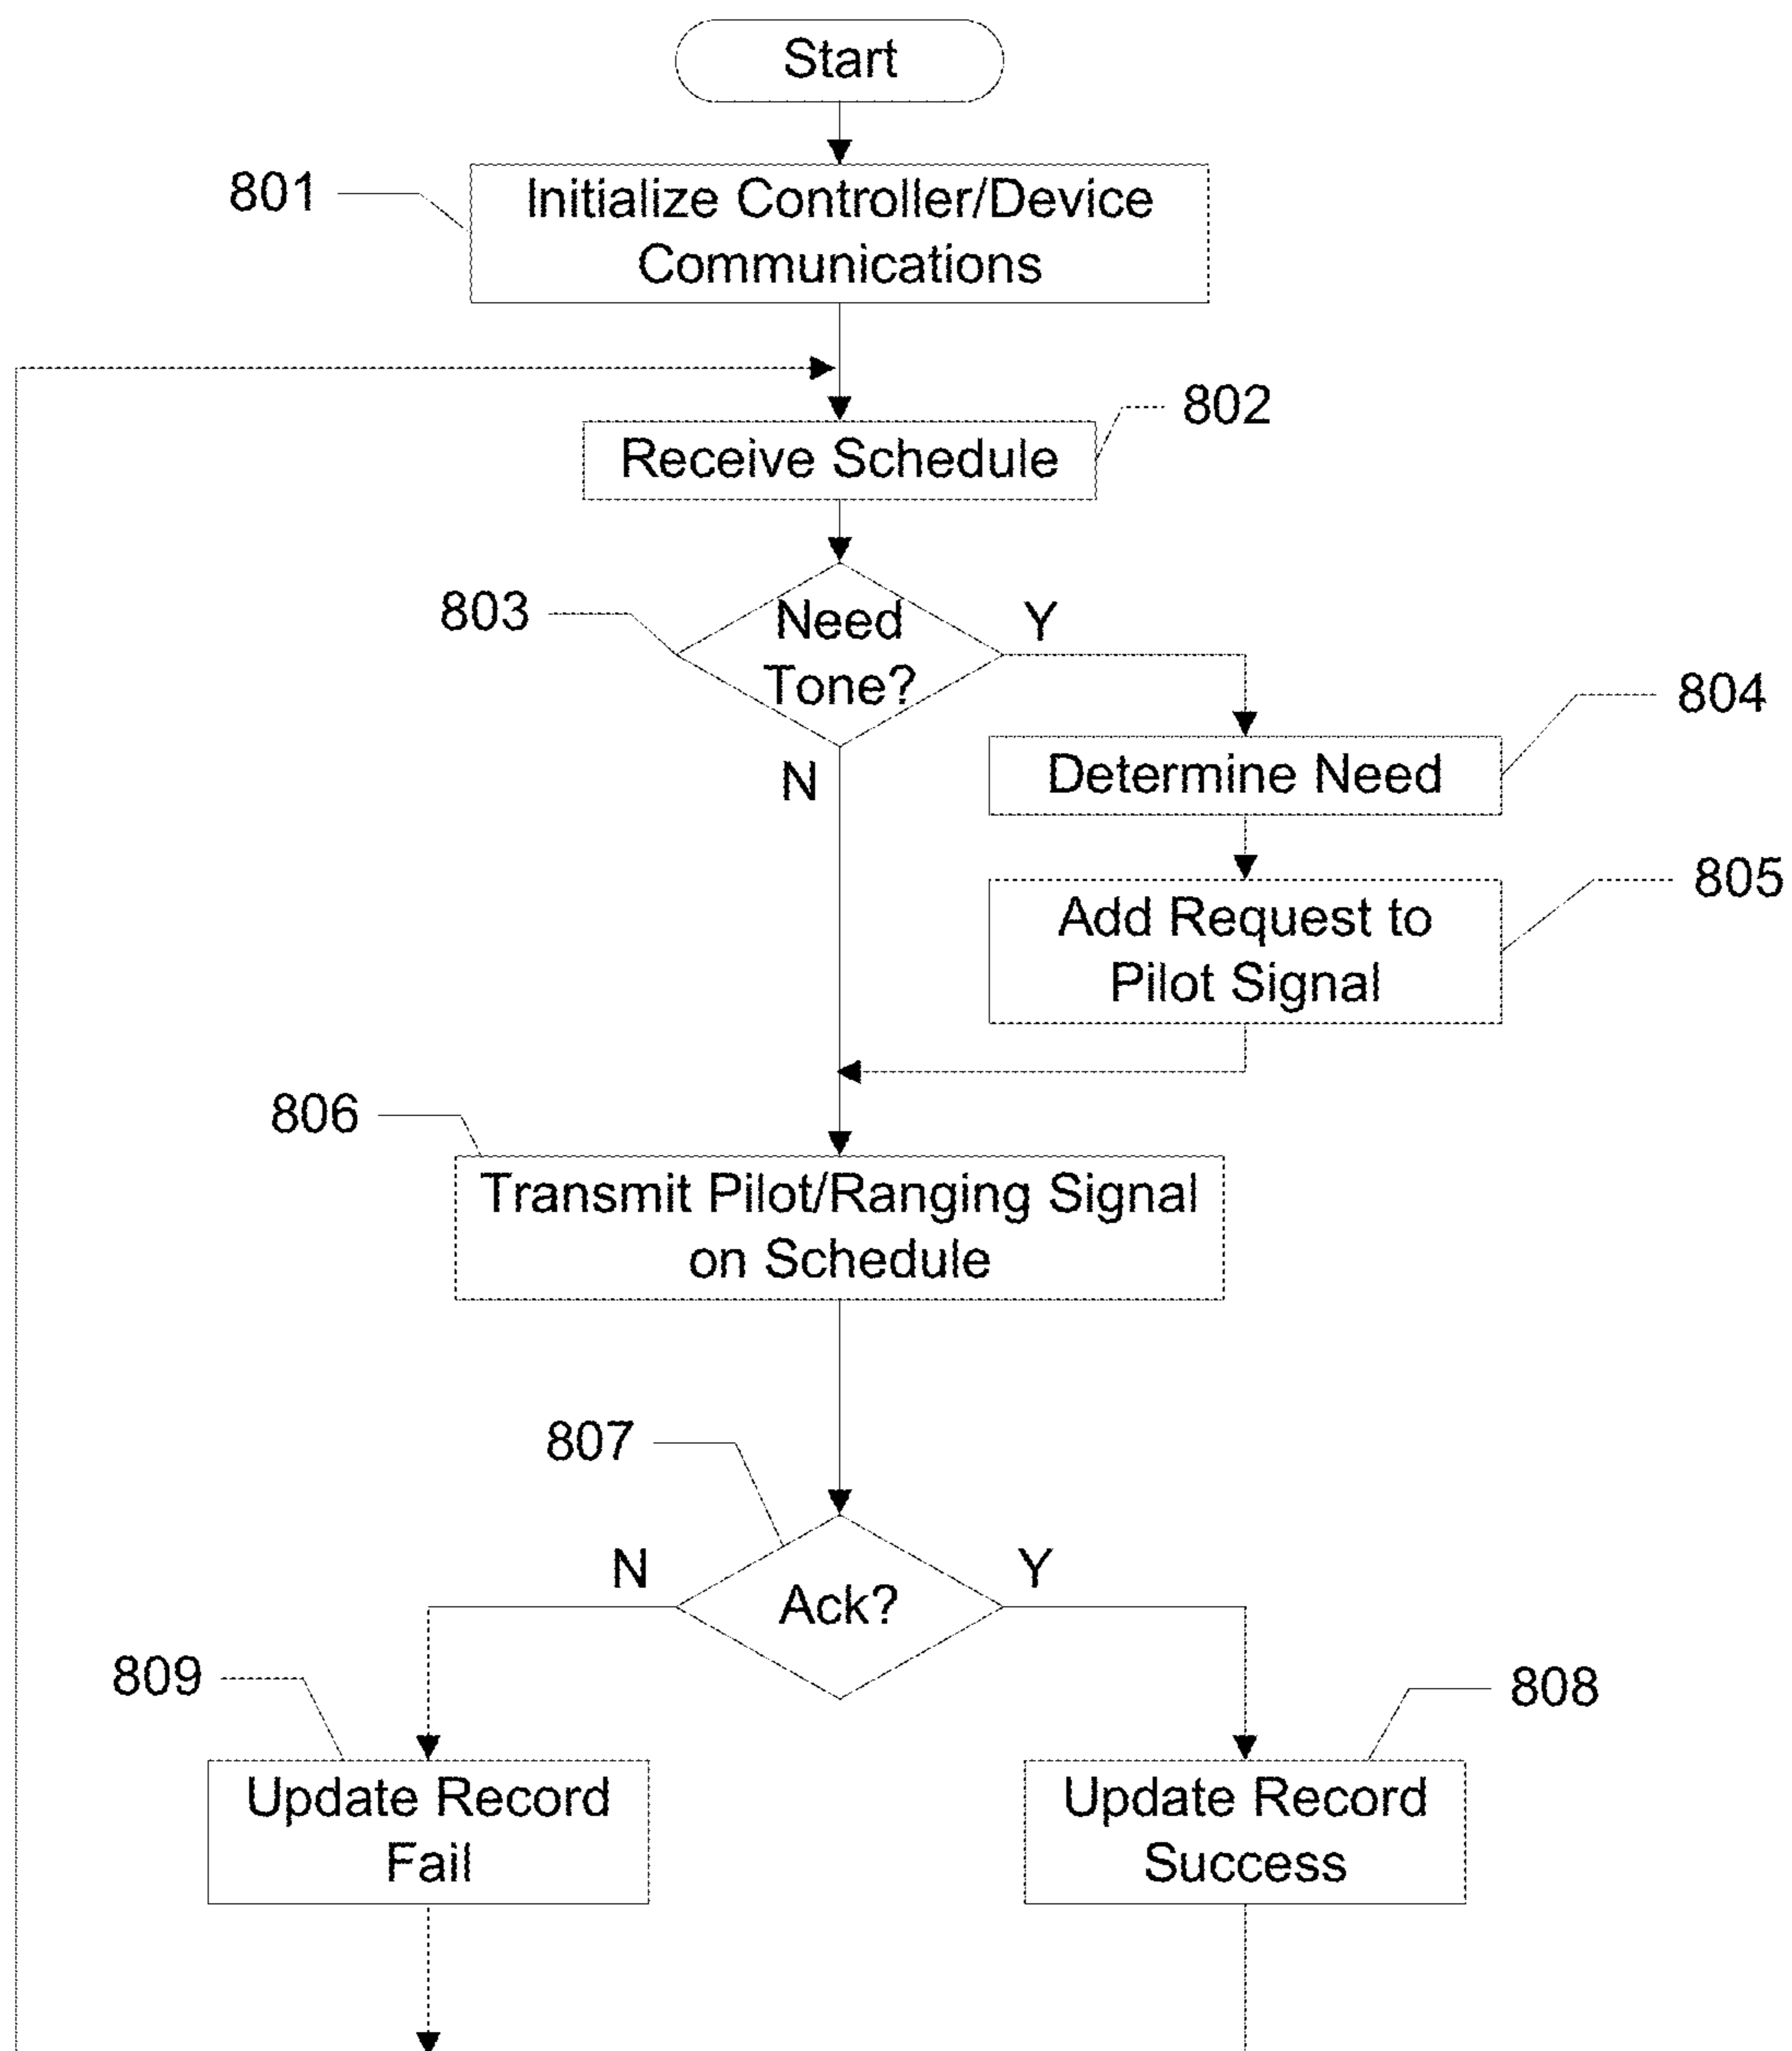 Start
801
Initialize Controller/Device
Communications
802
Receive Schedule
803
Need
Tone?
Y
N
804
Determine Need
805
Add Request to
Pilot Signal
806
Transmit Pilot/Ranging Signal
on Schedule
807
N
Ack?
Y
809
808
Update Record
Fail
Update Record
Success